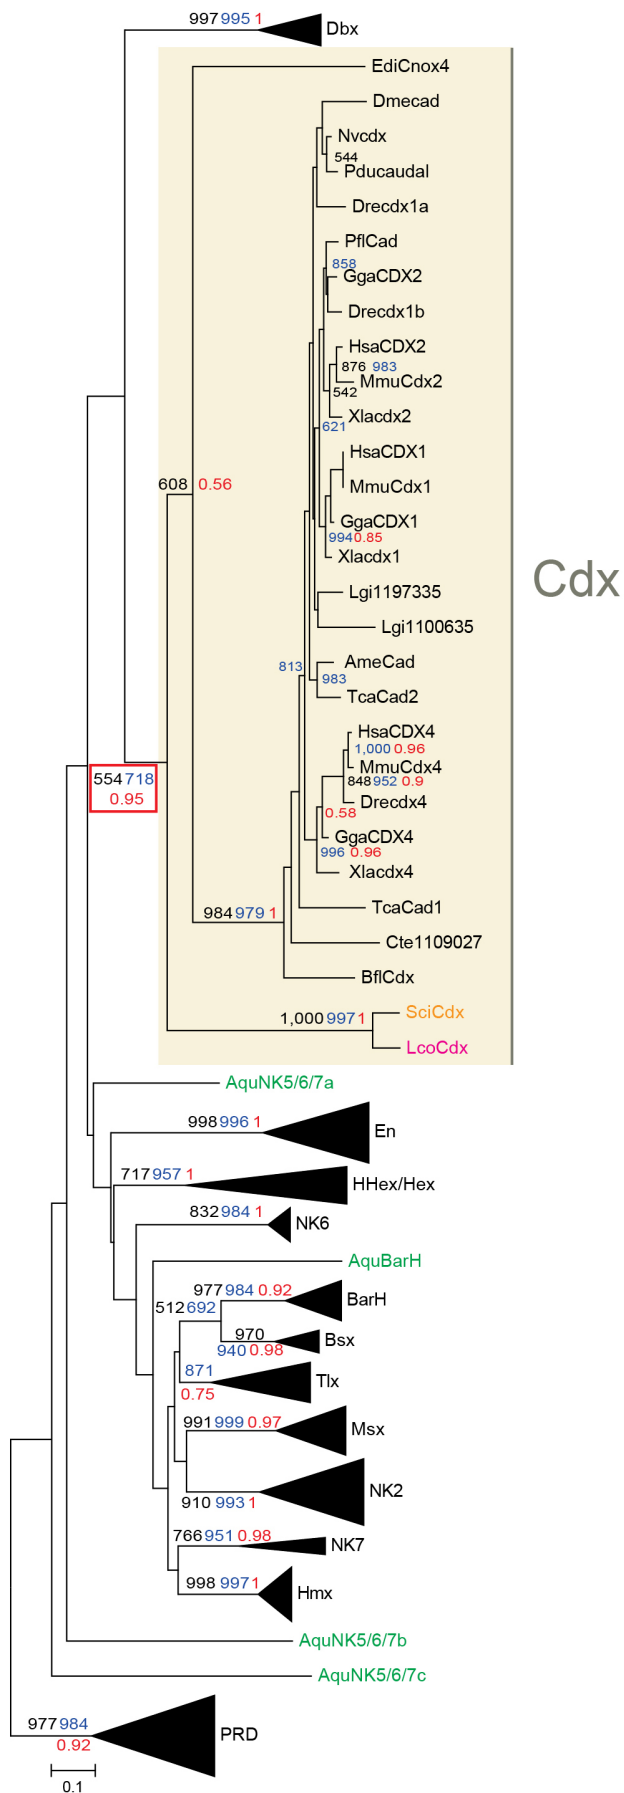 997 995 1
Dbx
EdiCnox4
Dmecad
Nvcdx
544
Pducaudal
Drecdx1a
PflCad
858
GgaCDX2
Drecdx1b
HsaCDX2
876 983
MmuCdx2
542
Xlacdx2
621
HsaCDX1
608 0.56
MmuCdx1
GgaCDX1
994 0.85
Xlacdx1
Cdx
Lgi1197335
Lgi1100635
AmeCad
813
983
TcaCad2
HsaCDX4
1,000 0.96
MmuCdx4
554 718
848 952 0.9
0.95
Drecdx4
0.58
GgaCDX4
996 0.96
Xlacdx4
TcaCad1
984 979 1
Cte1109027
BflCdx
SciCdx
1,000 997 1
LcoCdx
AquNK5/6/7a
998 996 1
En
717 957 1
HHex/Hex
832 984 1
NK6
AquBarH
977 984 0.92
BarH
512 692
970
Bsx
940 0.98
871
Tlx
0.75
991 999 0.97
Msx
NK2
910 993 1
766 951 0.98
NK7
998 997 1
Hmx
AquNK5/6/7b
AquNK5/6/7c
977 984
PRD
0.92
0.1